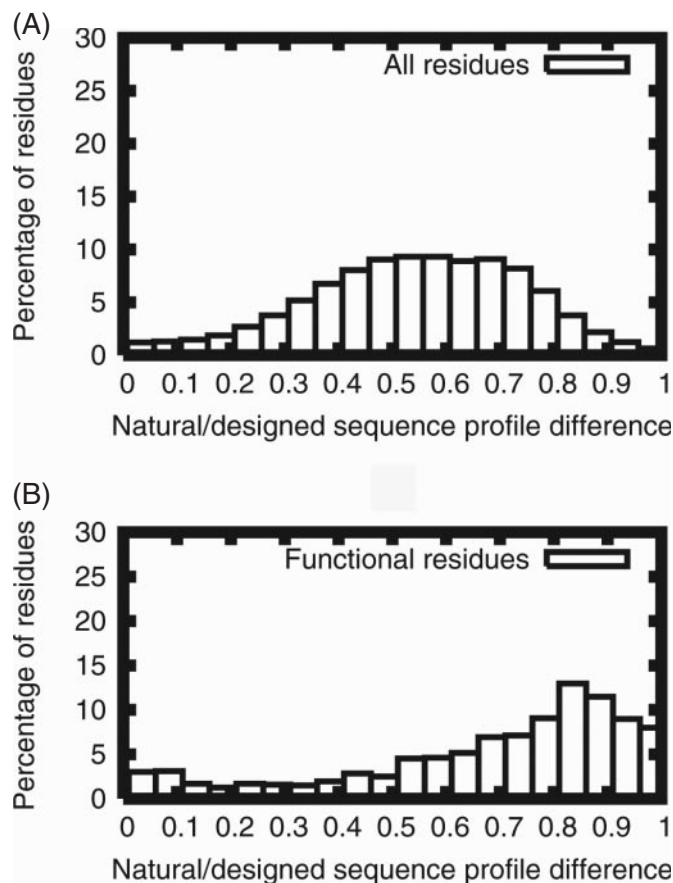 (A)
Percentage of residues
30
25
20
15
10
5
0
All residues
0 0.1 0.2 0.3 0.4 0.5 0.6 0.7 0.8 0.9 1
Natural/designed sequence profile difference
(B)
Percentage of residues
30
25
20
15
10
5
0
Functional residues
0 0.1 0.2 0.3 0.4 0.5 0.6 0.7 0.8 0.9 1
Natural/designed sequence profile difference